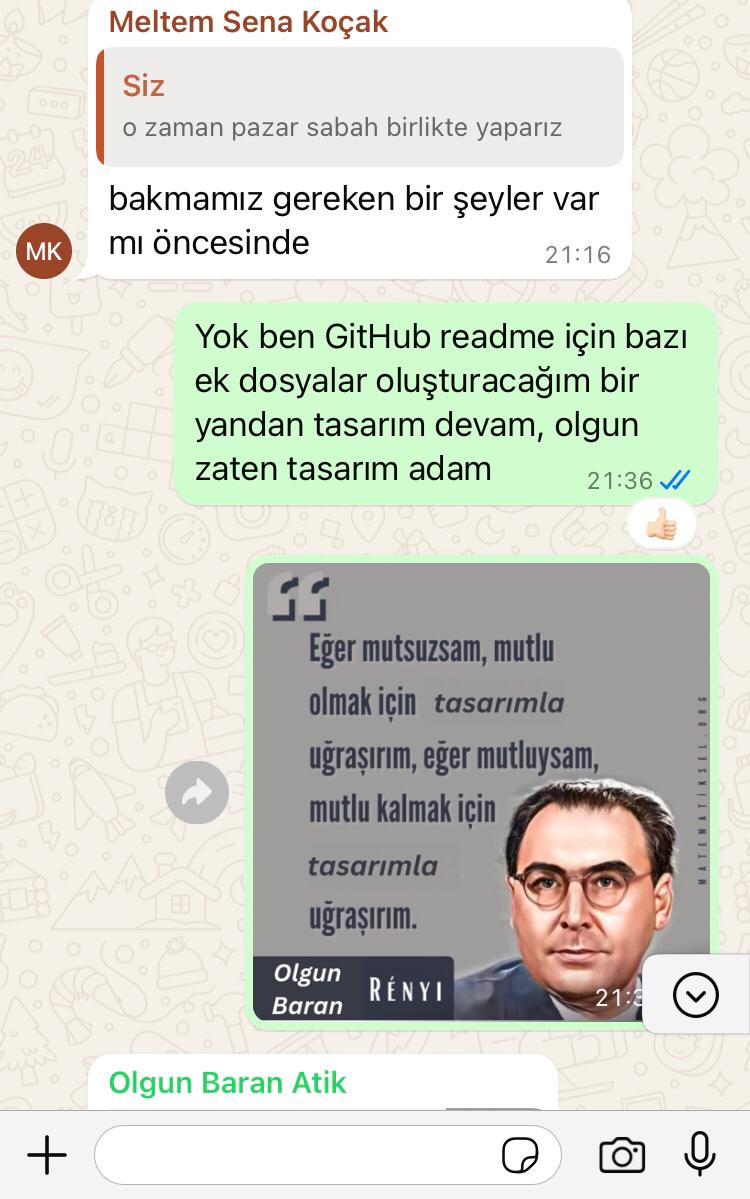 Meltem Sena Koçak
Siz
o zaman pazar sabah birlikte yaparız
bakmamız gereken bir şeyler var
mı öncesinde
21:16
MK
Yok ben GitHub readme için bazı
ek dosyalar oluşturacağım bir
yandan tasarım devam, olgun
zaten tasarım adam
21:36
Eğer mutsuzsam, mutlu
olmak için tasarımla
uğraşırım, eğer mutluysam,
mutlu kalmak için
tasarımla
uğraşırım.
MATEMATIKSEL.ORG
Olgun
Baran RÉNYI
21:3
Olgun Baran Atik